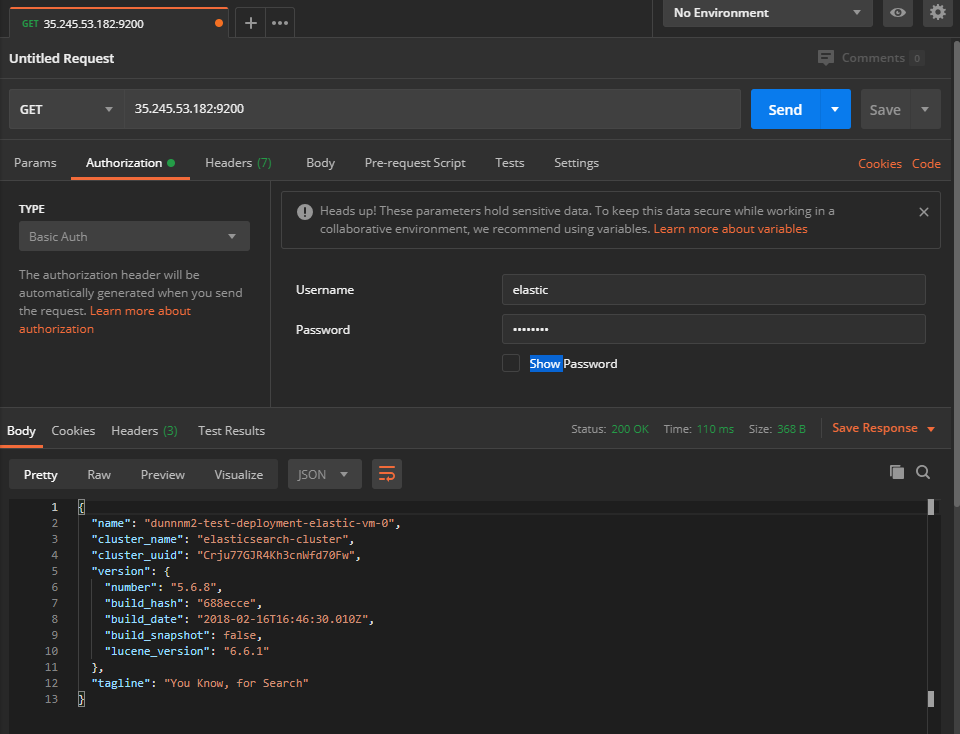 GET 35.245.53.182:9200
No Environment
Untitled Request
Comments 0
GET 35.245.53.182:9200 Send Save
Params Authorization Headers (7) Body Pre-request Script Tests Settings Cookies Code
TYPE
Basic Auth
The authorization header will be
automatically generated when you send
the request. Learn more about
authorization
Heads up! These parameters hold sensitive data. To keep this data secure while working in a
collaborative environment, we recommend using variables. Learn more about variables
Username elastic
Password ••••••••
Show Password
Body Cookies Headers (3) Test Results Status: 200 OK Time: 110 ms Size: 368 B Save Response
Pretty Raw Preview Visualize JSON
1 {
2 "name": "dunnnm2-test-deployment-elastic-vm-0",
3 "cluster_name": "elasticsearch-cluster",
4 "cluster_uuid": "Crju77GJR4Kh3cnWfd70Fw",
5 "version": {
6 "number": "5.6.8",
7 "build_hash": "688ecce",
8 "build_date": "2018-02-16T16:46:30.010Z",
9 "build_snapshot": false,
10 "lucene_version": "6.6.1"
11 },
12 "tagline": "You Know, for Search"
13 }